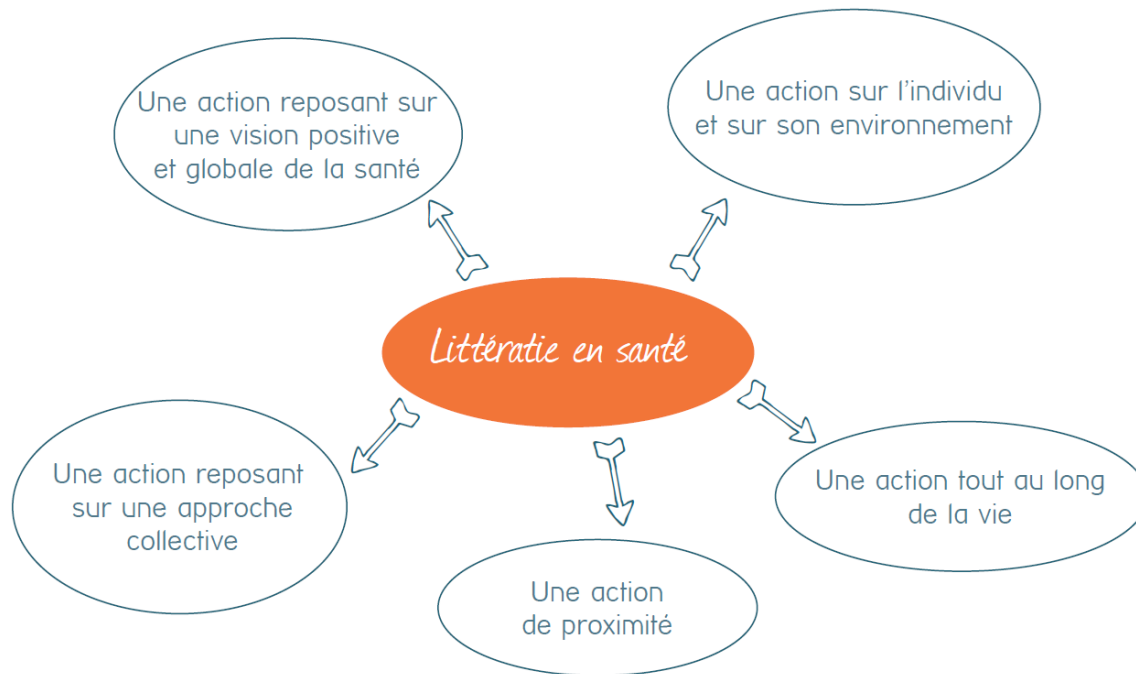 Une action reposant sur
une vision positive
et globale de la santé
Une action sur l'individu
et sur son environnement
Littératie en santé
Une action reposant
sur une approche
collective
Une action
de proximité
Une action tout au long
de la vie